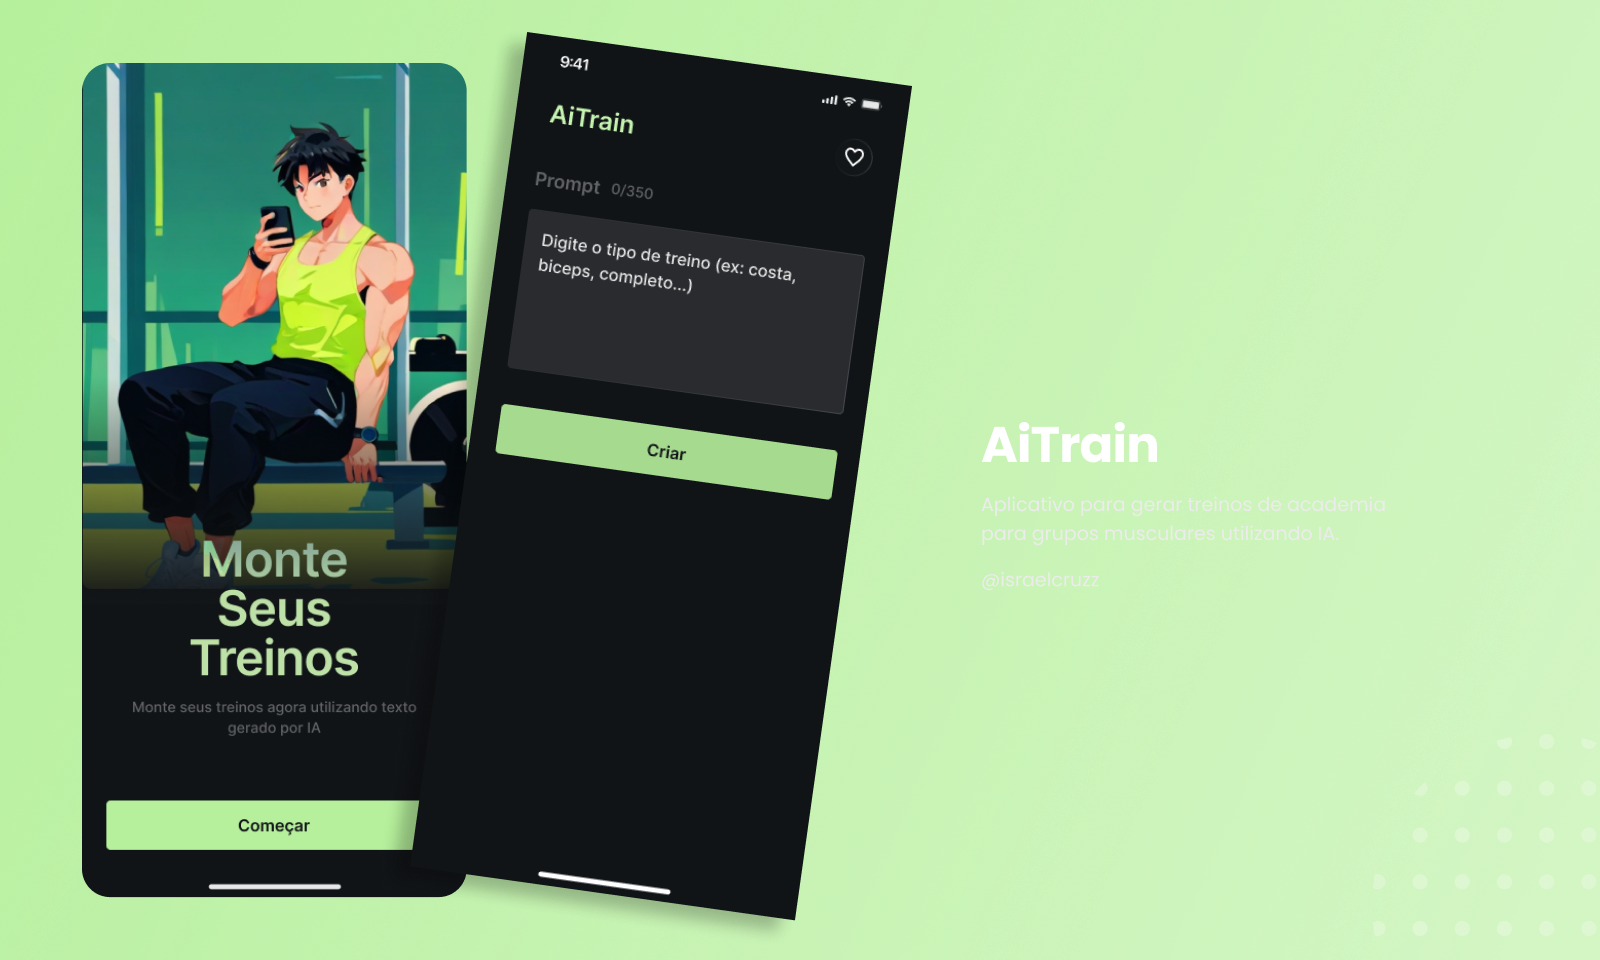 Monte
Seus
Treinos
Monte seus treinos agora utilizando texto
gerado por IA
Começar
9:41
AiTrain
Prompt 0/350
Digite o tipo de treino (ex: costa,
biceps, completo...)
Criar
AiTrain
Aplicativo para gerar treinos de academia
para grupos musculares utilizando IA.
@israelcruzz